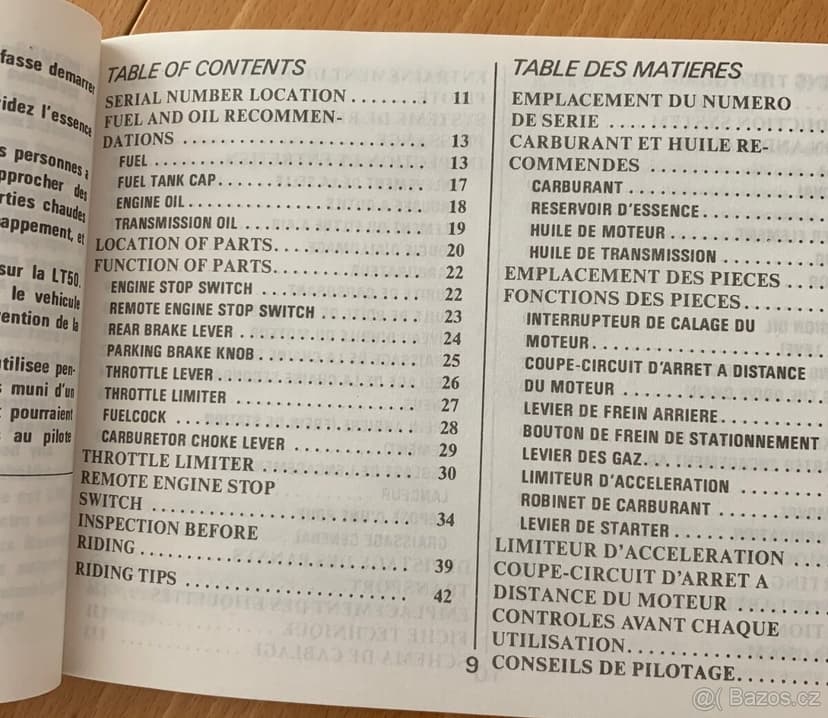 fasse demarrer
idez l'essence
s personnes a
pprocher des
rties chaudes
appement, et
sur la LT50.
le vehicule
vention de la
utilisee pen-
s muni d'un
pourraient
au pilote
TABLE OF CONTENTS
SERIAL NUMBER LOCATION ........ 11
FUEL AND OIL RECOMMEN-
DATIONS ........................ 13
FUEL ........................ 13
FUEL TANK CAP................... 17
ENGINE OIL ..................... 18
TRANSMISSION OIL................ 19
LOCATION OF PARTS............... 20
FUNCTION OF PARTS............... 22
ENGINE STOP SWITCH ............. 22
REMOTE ENGINE STOP SWITCH ........ 23
REAR BRAKE LEVER ............... 24
PARKING BRAKE KNOB.............. 25
THROTTLE LEVER.................. 26
THROTTLE LIMITER ............... 27
FUELCOCK ....................... 28
CARBURETOR CHOKE LEVER ......... 29
THROTTLE LIMITER ............... 30
REMOTE ENGINE STOP
SWITCH ......................... 34
INSPECTION BEFORE
RIDING.......................... 39
RIDING TIPS .................... 42
9
TABLE DES MATIERES
EMPLACEMENT DU NUMERO
DE SERIE ..................
CARBURANT ET HUILE RE-
COMMENDES ...............
CARBURANT .................
RESERVOIR D'ESSENCE...........
HUILE DE MOTEUR .............
HUILE DE TRANSMISSION .........
EMPLACEMENT DES PIECES .....
FONCTIONS DES PIECES.........
INTERRUPTEUR DE CALAGE DU
MOTEUR.....................
COUPE-CIRCUIT D'ARRET A DISTANCE
DU MOTEUR ..................
LEVIER DE FREIN ARRIERE.........
BOUTON DE FREIN DE STATIONNEMENT
LEVIER DES GAZ................
LIMITEUR D'ACCELERATION ........
ROBINET DE CARBURANT ..........
LEVIER DE STARTER..............
LIMITEUR D'ACCELERATION ....
COUPE-CIRCUIT D'ARRET A
DISTANCE DU MOTEUR ........
CONTROLES AVANT CHAQUE
UTILISATION.................
CONSEILS DE PILOTAGE........
@( Bazos.cz